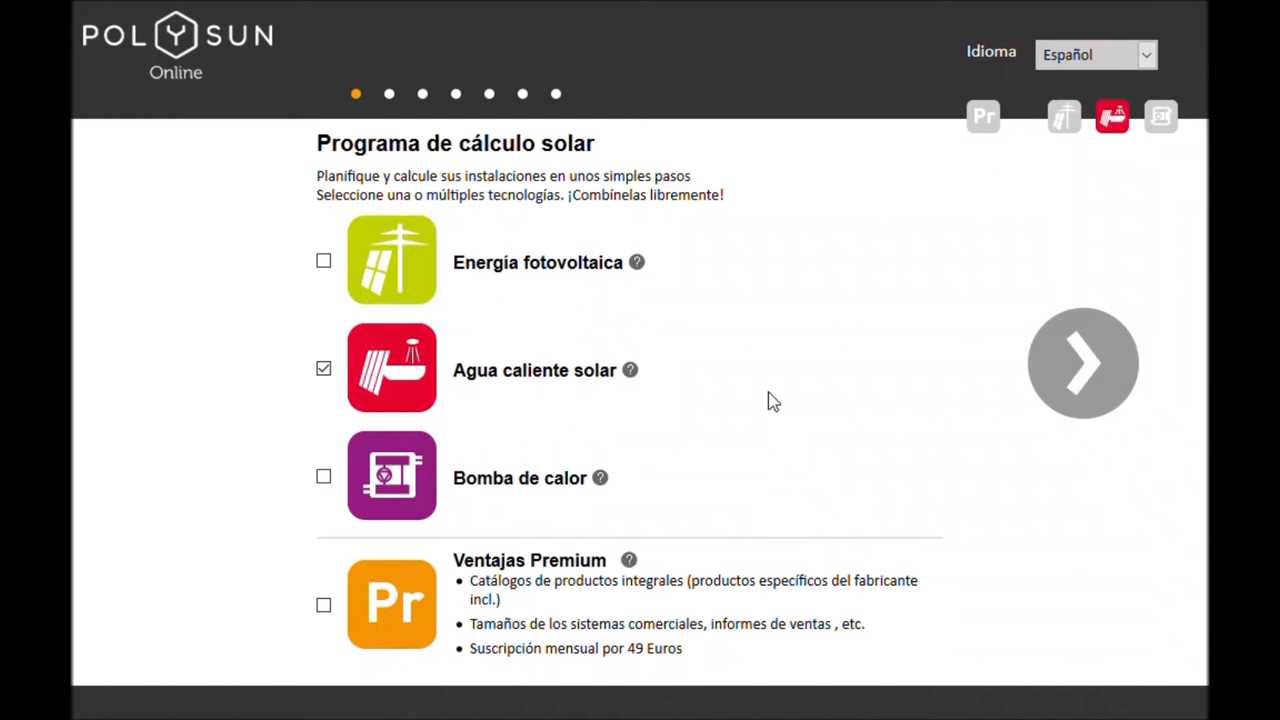 POLYSUN
Online
Idioma
Español
Pr
Programa de cálculo solar
Planifique y calcule sus instalaciones en unos simples pasos
Seleccione una o múltiples tecnologías. ¡Combínelas libremente!
Energía fotovoltaica ?
Agua caliente solar ?
Bomba de calor ?
Pr
Ventajas Premium ?
• Catálogos de productos integrales (productos específicos del fabricante
incl.)
• Tamaños de los sistemas comerciales, informes de ventas , etc.
• Suscripción mensual por 49 Euros